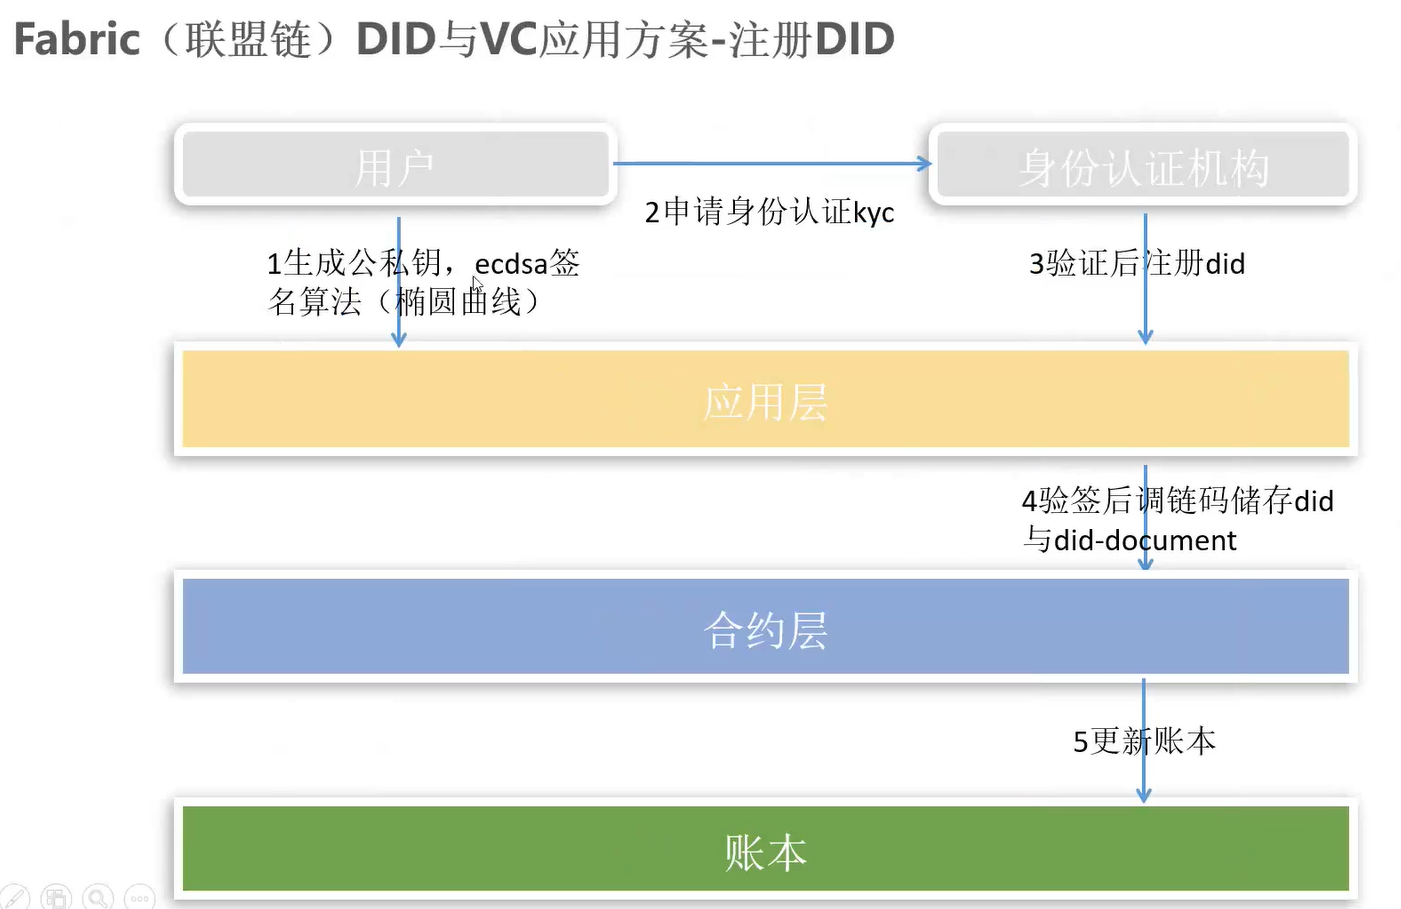 Fabric（联盟链）DID与VC应用方案-注册DID
用户
身份认证机构
2申请身份认证kyc
1生成公私钥，ecdsa签
名算法（椭圆曲线）
3验证后注册did
应用层
4验签后调链码储存did
与did-document
合约层
5更新账本
账本